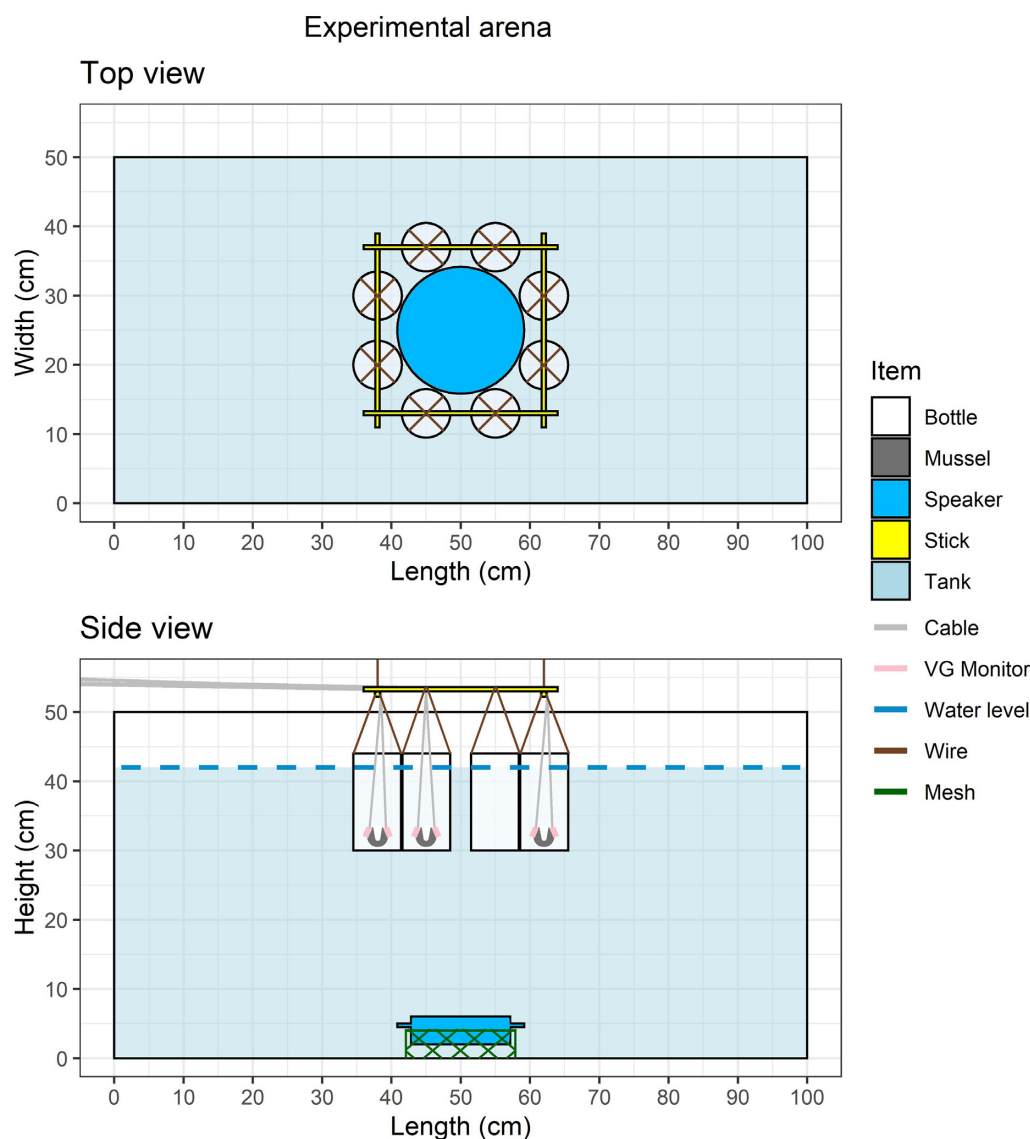 Experimental arena
Top view
50
40
30
20
10
0
Width (cm)
0 10 20 30 40 50 60 70 80 90 100
Length (cm)
Side view
50
40
30
20
10
0
Height (cm)
0 10 20 30 40 50 60 70 80 90 100
Length (cm)
Item
Bottle
Mussel
Speaker
Stick
Tank
Cable
VG Monitor
Water level
Wire
Mesh